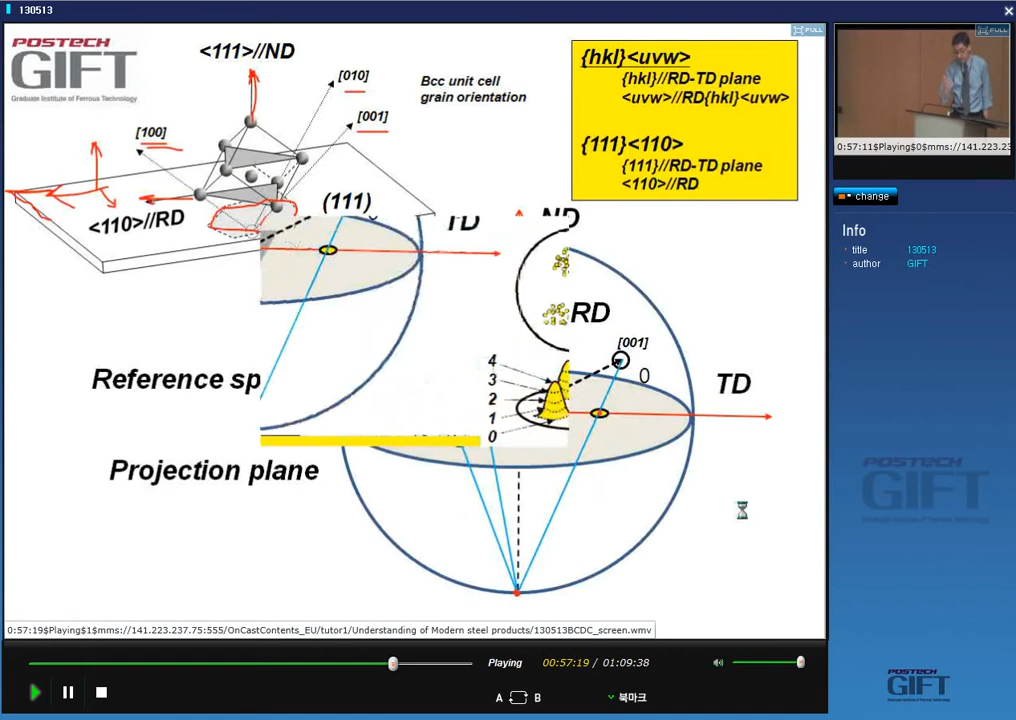 130513
FULL
POSTECH
GIFT
Graduate Institute of Ferrous Technology
<111>//ND
[010]
[001]
[100]
<110>//RD
(111)
Bcc unit cell
grain orientation
{hkl}<uvw>
{hkl}//RD-TD plane
<uvw>//RD{hkl}<uvw>
{111}<110>
{111}//RD-TD plane
<110>//RD
TD
ND
RD
[001]
0
TD
4
3
2
1
0
Reference sp
Projection plane
0:57:19$Playing$1$mms://141.223.237.75:555/OnCastContents_EU/tutor1/Understanding of Modern steel products/130513BCDC_screen.wmv
Playing
00:57:19 / 01:09:38
A
B
북마크
FULL
0:57:11$Playing$0$mms://141.223.23
change
Info
title
130513
author
GIFT
POSTECH
GIFT
GIFT